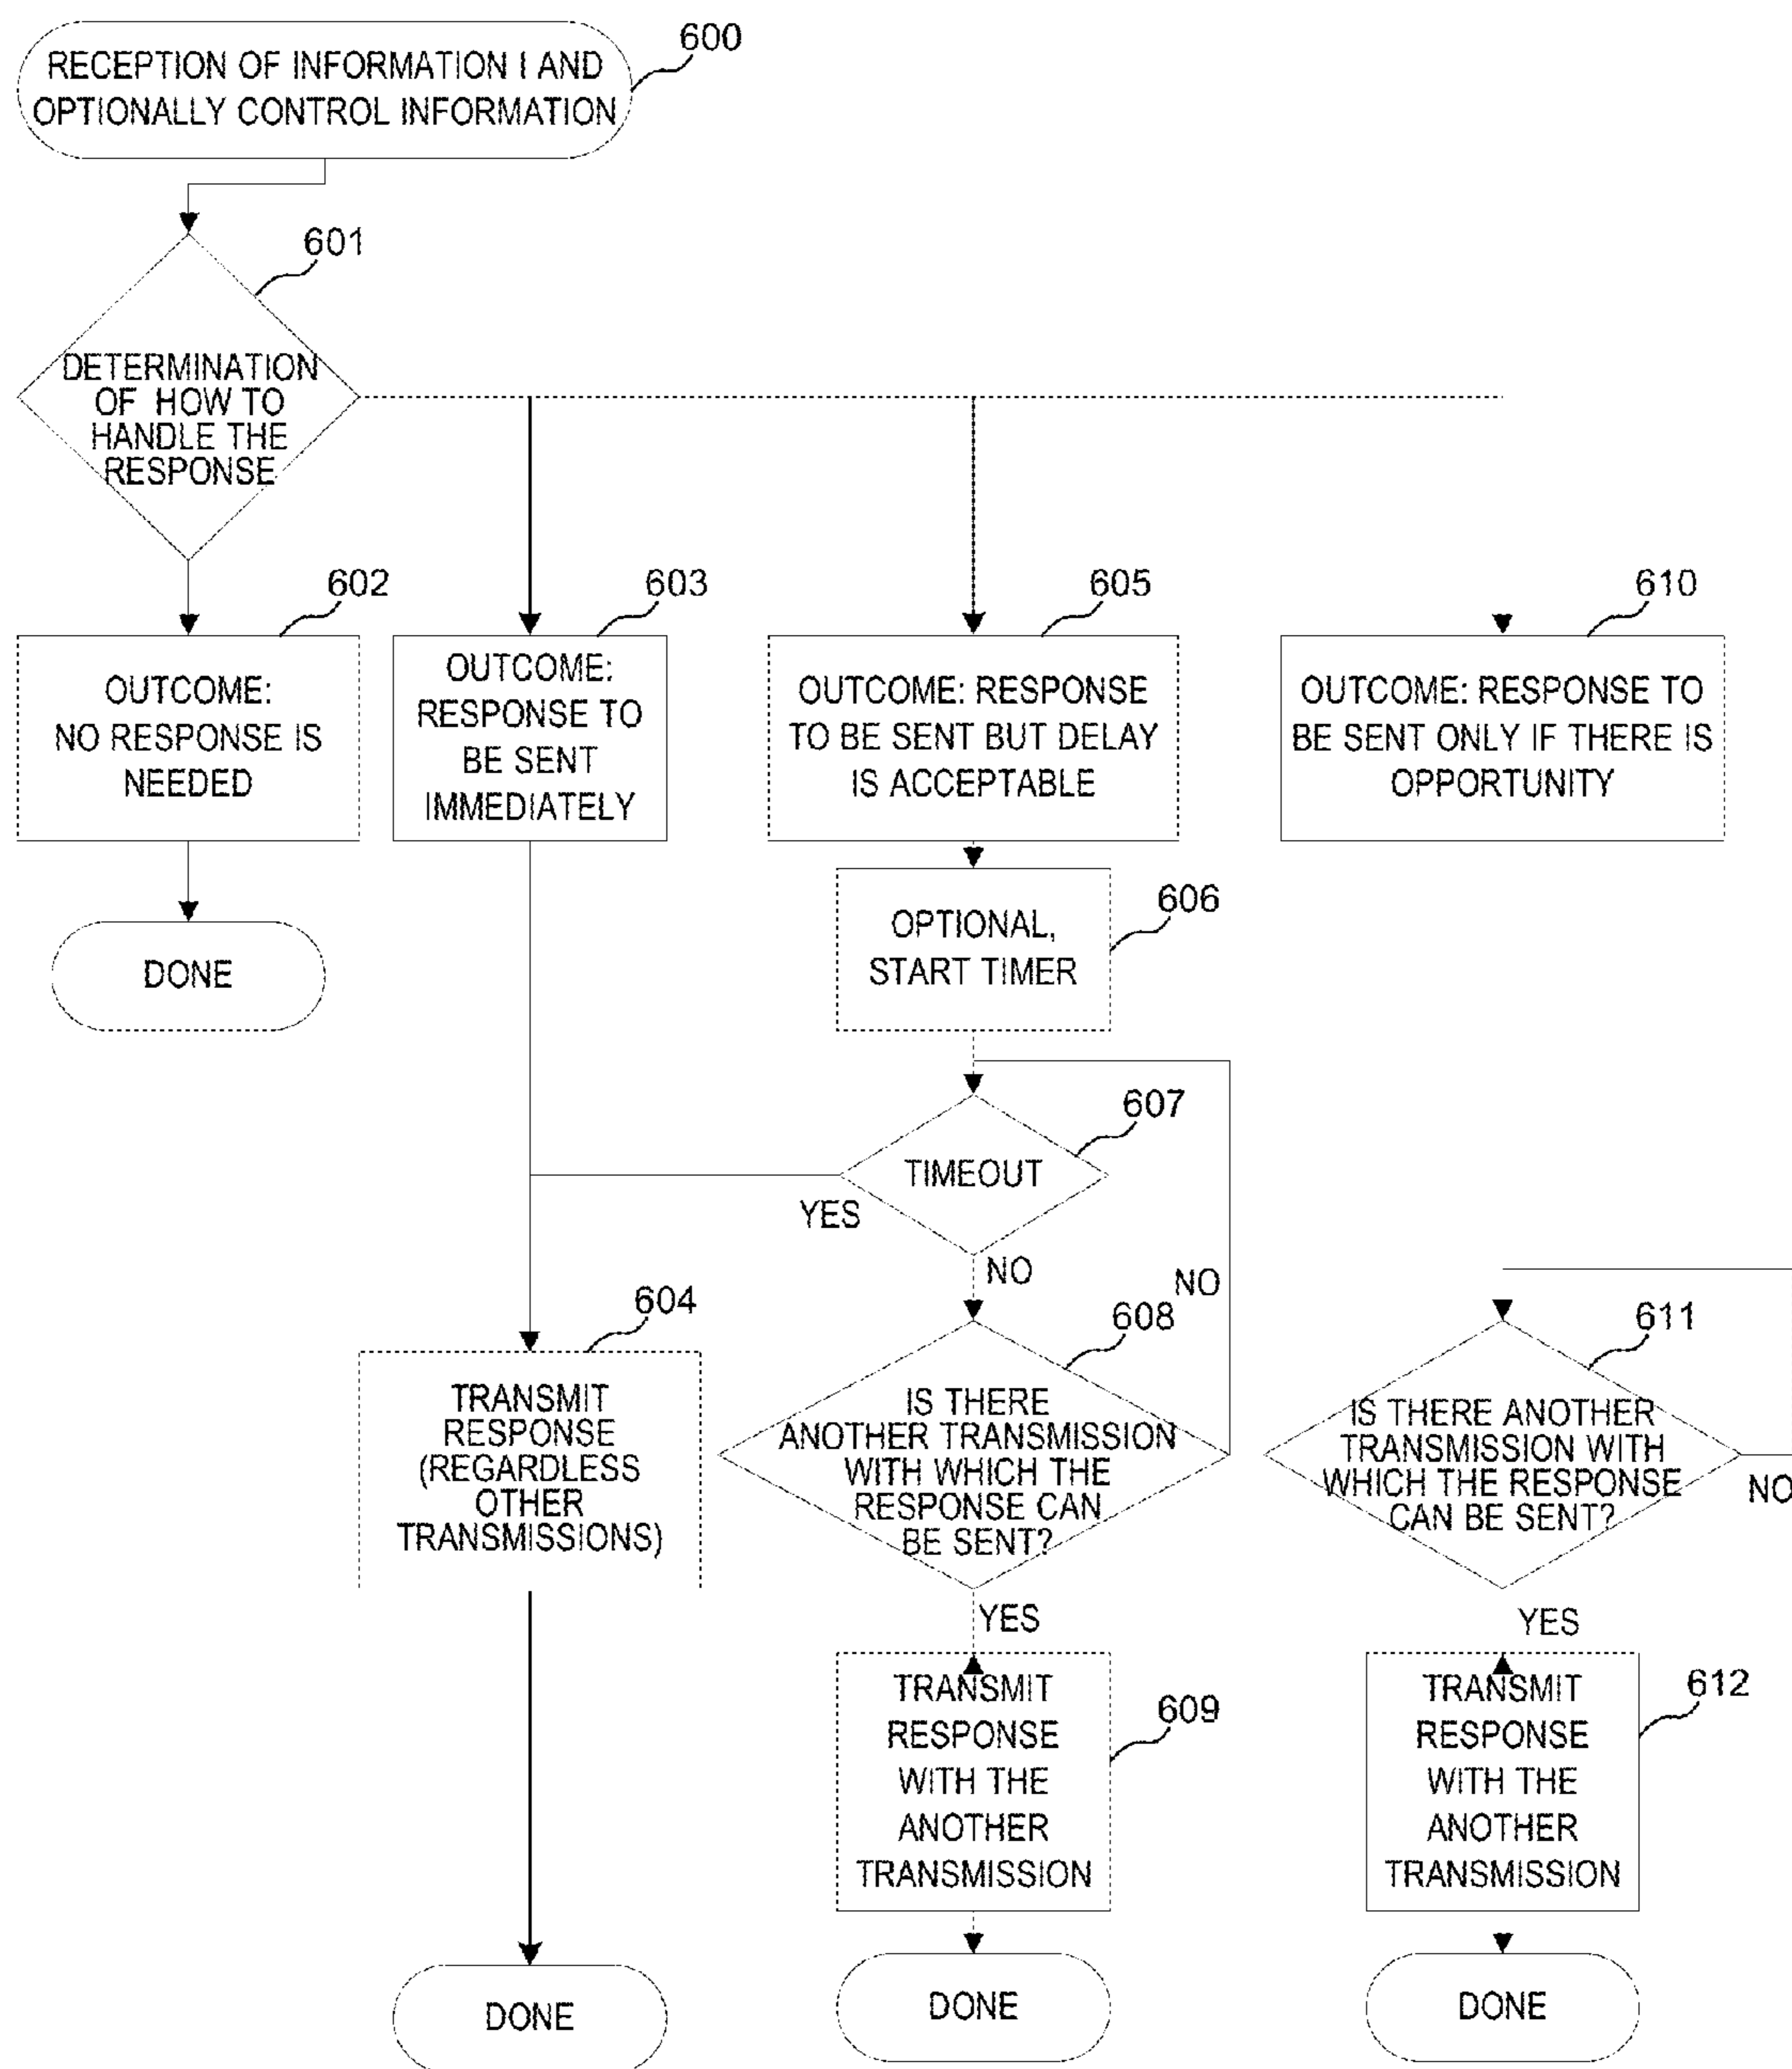 RECEPTION OF INFORMATION I AND
OPTIONALLY CONTROL INFORMATION
600
601
DETERMINATION
OF HOW TO
HANDLE THE
RESPONSE
602
OUTCOME:
NO RESPONSE IS
NEEDED
DONE
603
OUTCOME:
RESPONSE TO
BE SENT
IMMEDIATELY
605
OUTCOME: RESPONSE
TO BE SENT BUT DELAY
IS ACCEPTABLE
610
OUTCOME: RESPONSE TO
BE SENT ONLY IF THERE IS
OPPORTUNITY
606
OPTIONAL,
START TIMER
607
TIMEOUT
YES
NO
NO
604
TRANSMIT
RESPONSE
(REGARDLESS
OTHER
TRANSMISSIONS)
DONE
608
IS THERE
ANOTHER TRANSMISSION
WITH WHICH THE
RESPONSE CAN
BE SENT?
YES
609
TRANSMIT
RESPONSE
WITH THE
ANOTHER
TRANSMISSION
DONE
611
IS THERE ANOTHER
TRANSMISSION WITH
WHICH THE RESPONSE
CAN BE SENT?
NO
YES
612
TRANSMIT
RESPONSE
WITH THE
ANOTHER
TRANSMISSION
DONE